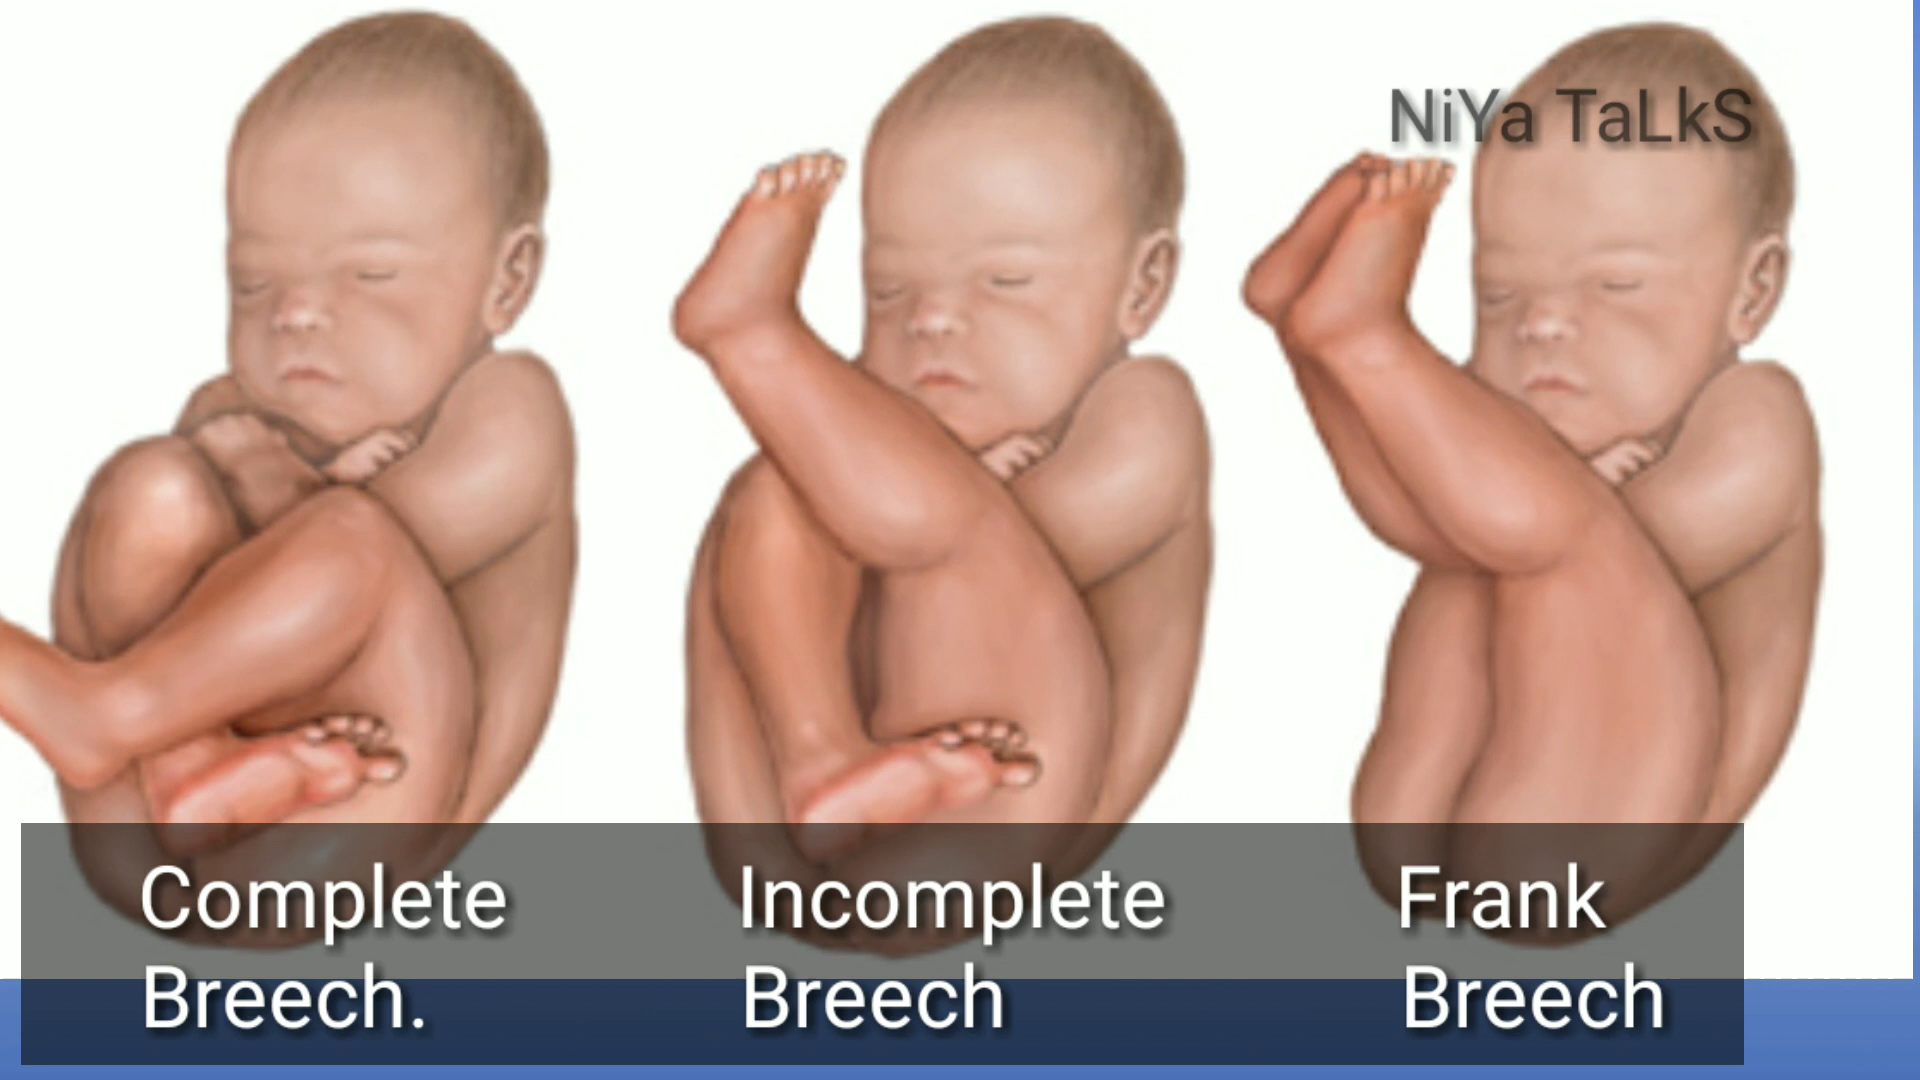 NiYa TaLkS
Complete
Breech.
Incomplete
Breech
Frank
Breech